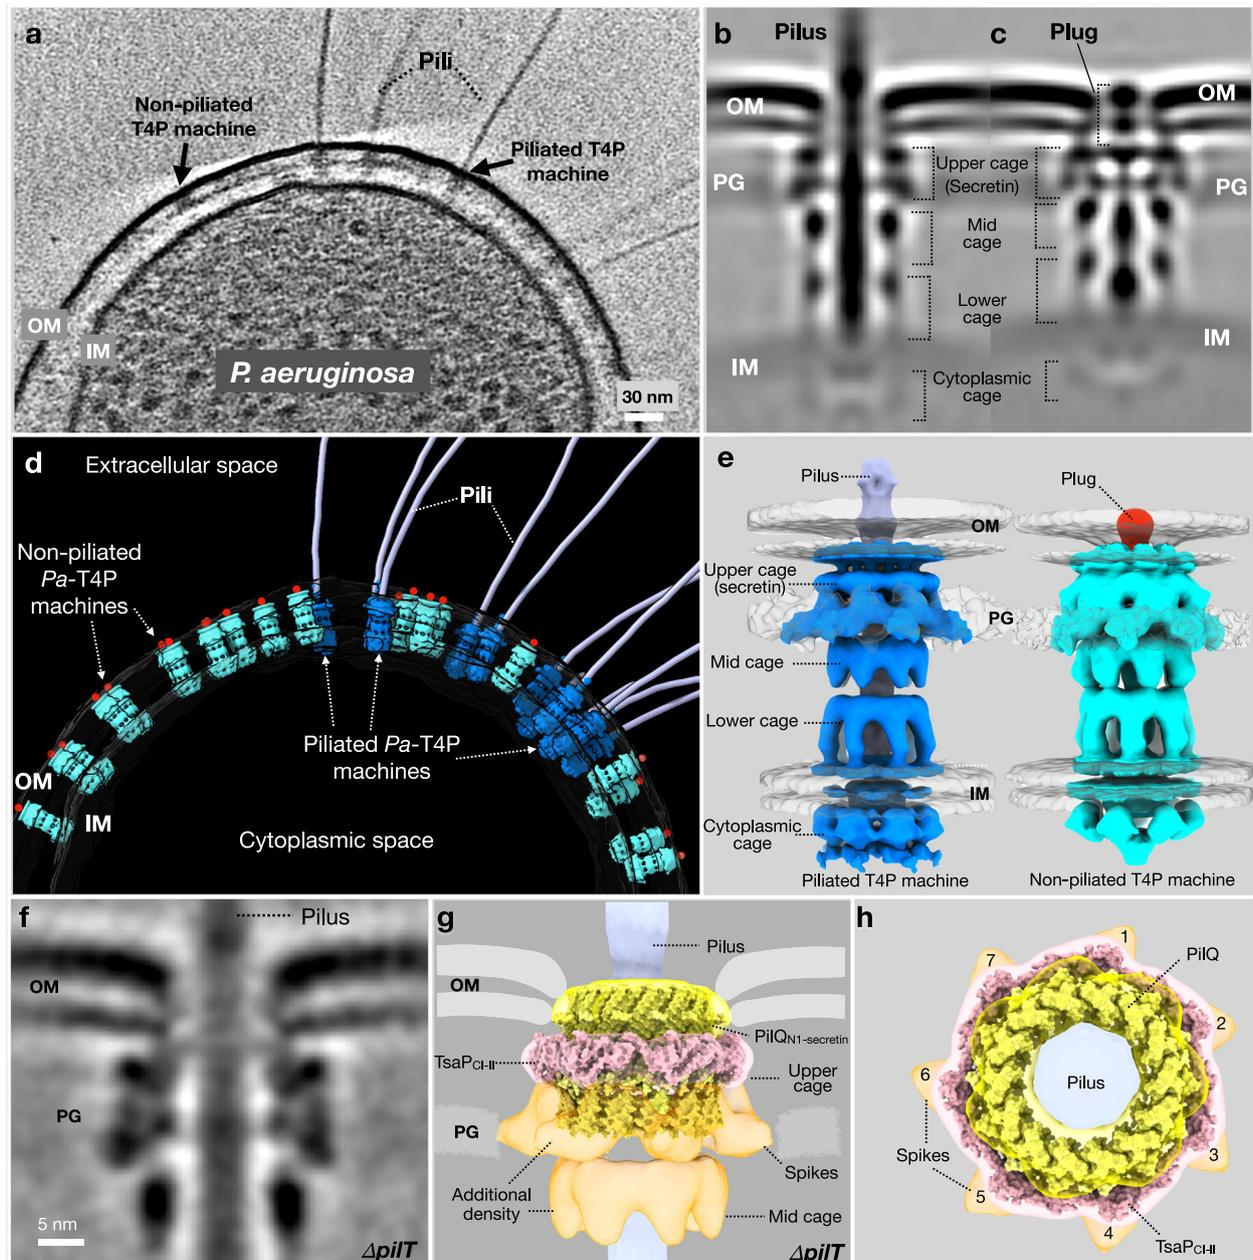 a
Pili
Non-piliated
T4P machine
Piliated T4P
machine
OM
IM
P. aeruginosa
30 nm
b
Pilus
c
Plug
OM
OM
Upper cage
(Secretin)
PG
PG
Mid
cage
Lower
cage
IM
IM
Cytoplasmic
cage
d
Extracellular space
Pili
Non-piliated
Pa-T4P
machines
Piliated Pa-T4P
machines
OM
IM
Cytoplasmic space
e
Pilus
Plug
OM
Upper cage
(secretin)
PG
Mid cage
Lower cage
IM
Cytoplasmic
cage
Piliated T4P machine
Non-piliated T4P machine
f
Pilus
OM
PG
5 nm
ΔpilT
g
Pilus
OM
PilQN1-secretin
TsaPCI-II
Upper
cage
PG
Spikes
Additional
density
Mid cage
ΔpilT
h
1
PilQ
7
2
6
Pilus
3
Spikes
5
4
TsaPCI-II